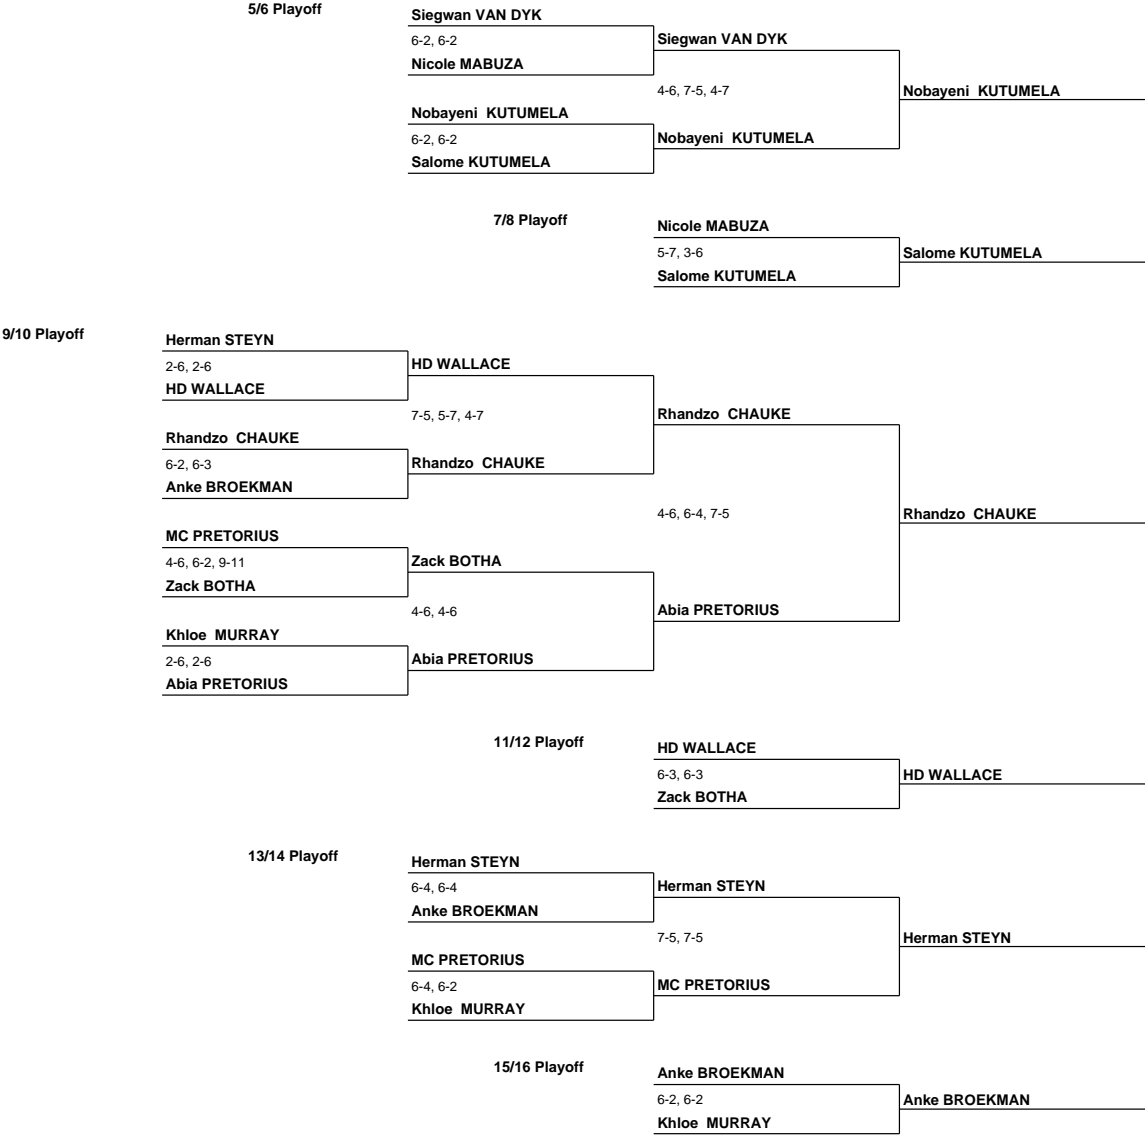 5/6 Playoff
Siegwan VAN DYK
6-2, 6-2
Siegwan VAN DYK
Nicole MABUZA
4-6, 7-5, 4-7
Nobayeni KUTUMELA
Nobayeni KUTUMELA
6-2, 6-2
Nobayeni KUTUMELA
Salome KUTUMELA
7/8 Playoff
Nicole MABUZA
5-7, 3-6
Salome KUTUMELA
Salome KUTUMELA
9/10 Playoff
Herman STEYN
2-6, 2-6
HD WALLACE
HD WALLACE
7-5, 5-7, 4-7
Rhandzo CHAUKE
Rhandzo CHAUKE
6-2, 6-3
Rhandzo CHAUKE
Anke BROEKMAN
4-6, 6-4, 7-5
Rhandzo CHAUKE
MC PRETORIUS
4-6, 6-2, 9-11
Zack BOTHA
Zack BOTHA
4-6, 4-6
Abia PRETORIUS
Khloe MURRAY
2-6, 2-6
Abia PRETORIUS
Abia PRETORIUS
11/12 Playoff
HD WALLACE
6-3, 6-3
HD WALLACE
Zack BOTHA
13/14 Playoff
Herman STEYN
6-4, 6-4
Herman STEYN
Anke BROEKMAN
7-5, 7-5
Herman STEYN
MC PRETORIUS
6-4, 6-2
MC PRETORIUS
Khloe MURRAY
15/16 Playoff
Anke BROEKMAN
6-2, 6-2
Anke BROEKMAN
Khloe MURRAY